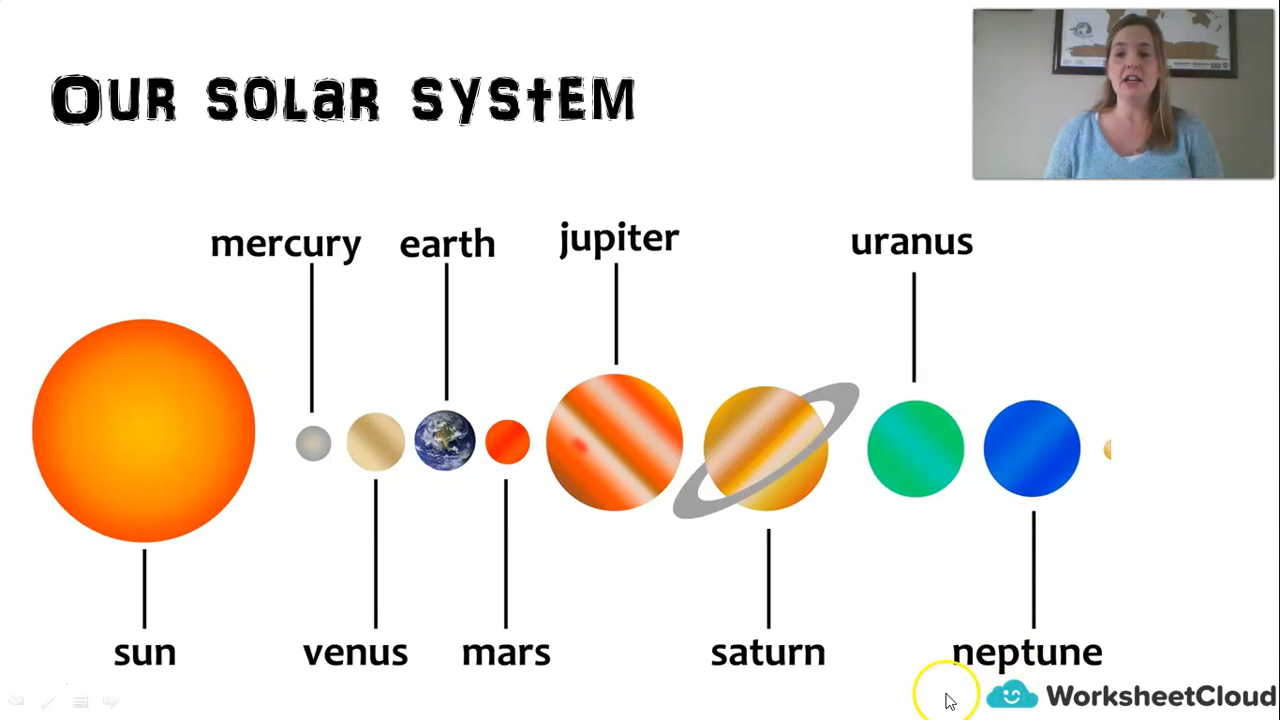 Our solar system
mercury earth jupiter uranus
sun venus mars saturn neptune
WorksheetCloud